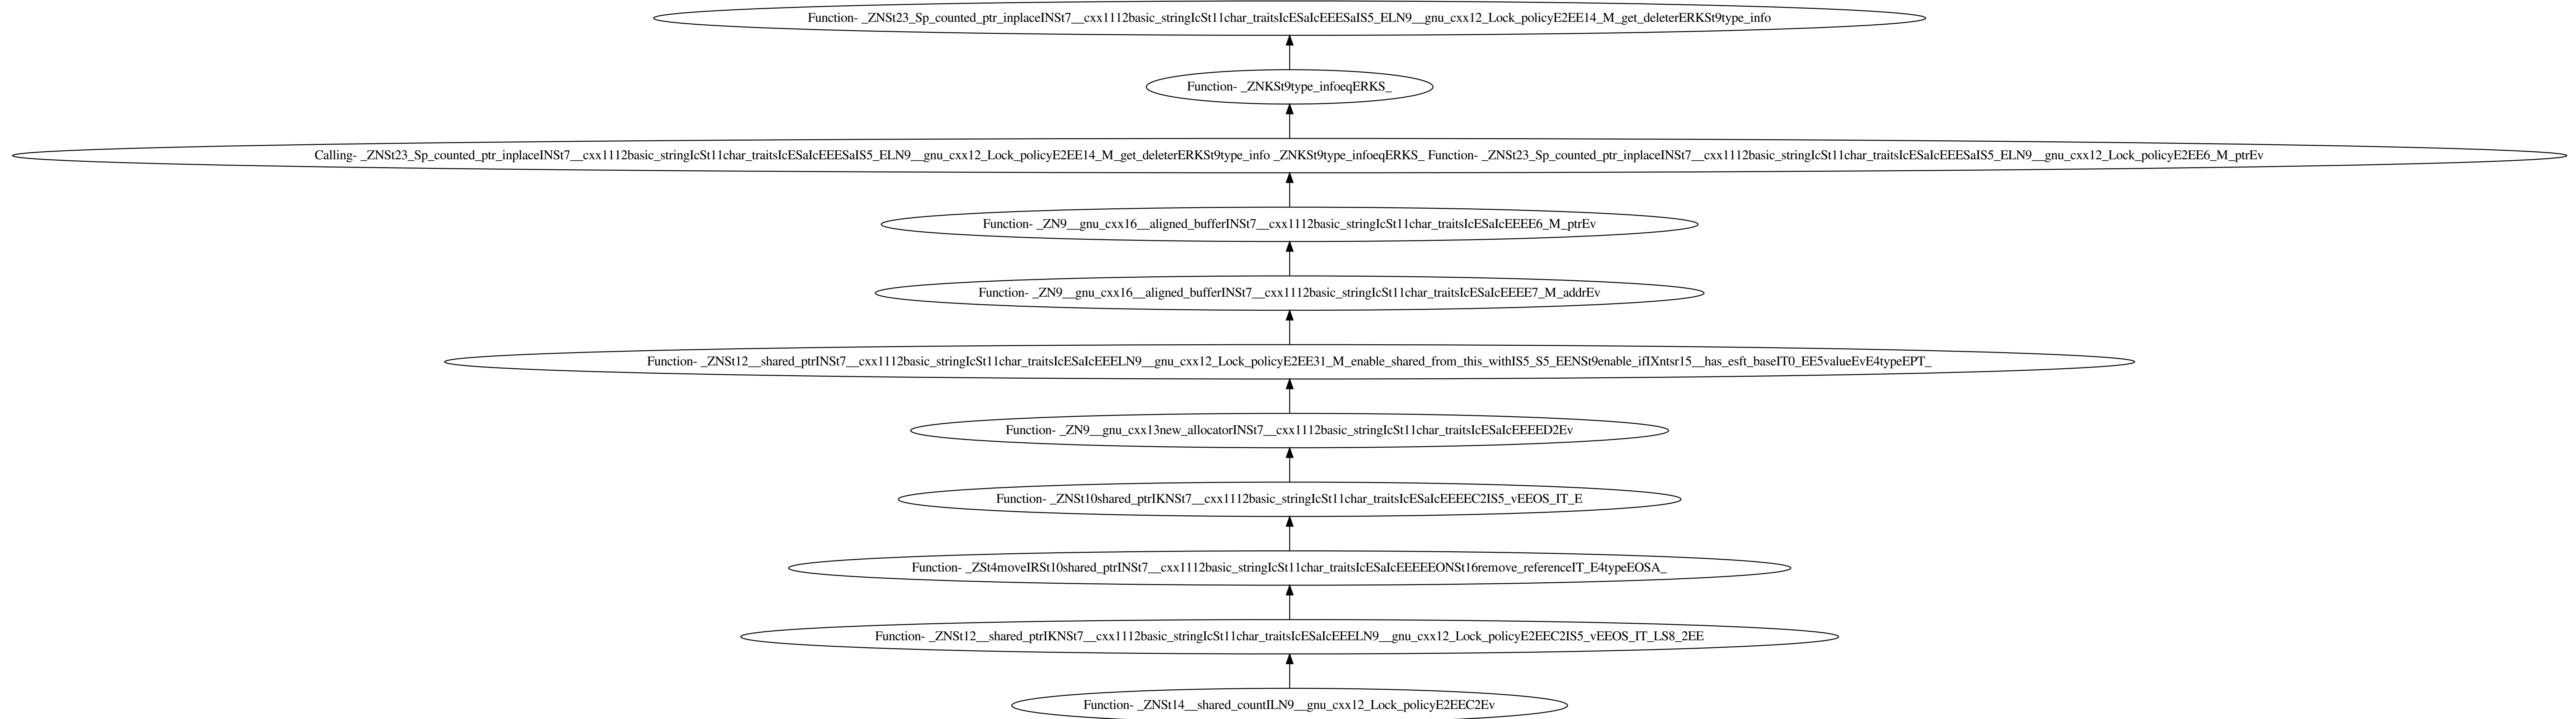 Function- _ZNSt23_Sp_counted_ptr_inplaceINSt7__cxx1112basic_stringIcSt11char_traitsIcESaIcEEESaIS5_ELN9__gnu_cxx12_Lock_policyE2EE14_M_get_deleterERKSt9type_info
Function- _ZNKSt9type_infoeqERKS_
Calling- _ZNSt23_Sp_counted_ptr_inplaceINSt7__cxx1112basic_stringIcSt11char_traitsIcESaIcEEESaIS5_ELN9__gnu_cxx12_Lock_policyE2EE14_M_get_deleterERKSt9type_info _ZNKSt9type_infoeqERKS_ Function- _ZNSt23_Sp_counted_ptr_inplaceINSt7__cxx1112basic_stringIcSt11char_traitsIcESaIcEEESaIS5_ELN9__gnu_cxx12_Lock_policyE2EE6_M_ptrEv
Function- _ZN9__gnu_cxx16__aligned_bufferINSt7__cxx1112basic_stringIcSt11char_traitsIcESaIcEEEE6_M_ptrEv
Function- _ZN9__gnu_cxx16__aligned_bufferINSt7__cxx1112basic_stringIcSt11char_traitsIcESaIcEEEE7_M_addrEv
Function- _ZNSt12__shared_ptrINSt7__cxx1112basic_stringIcSt11char_traitsIcESaIcEEELN9__gnu_cxx12_Lock_policyE2EE31_M_enable_shared_from_this_withIS5_S5_EENSt9enable_ifIXntsr15__has_esft_baseIT0_EE5valueEvE4typeEPT_
Function- _ZN9__gnu_cxx13new_allocatorINSt7__cxx1112basic_stringIcSt11char_traitsIcESaIcEEEED2Ev
Function- _ZNSt10shared_ptrIKNSt7__cxx1112basic_stringIcSt11char_traitsIcESaIcEEEEC2IS5_vEEOS_IT_E
Function- _ZSt4moveIRSt10shared_ptrINSt7__cxx1112basic_stringIcSt11char_traitsIcESaIcEEEEEONSt16remove_referenceIT_E4typeEOSA_
Function- _ZNSt12__shared_ptrIKNSt7__cxx1112basic_stringIcSt11char_traitsIcESaIcEEELN9__gnu_cxx12_Lock_policyE2EEC2IS5_vEEOS_IT_LS8_2EE
Function- _ZNSt14__shared_countILN9__gnu_cxx12_Lock_policyE2EEC2Ev